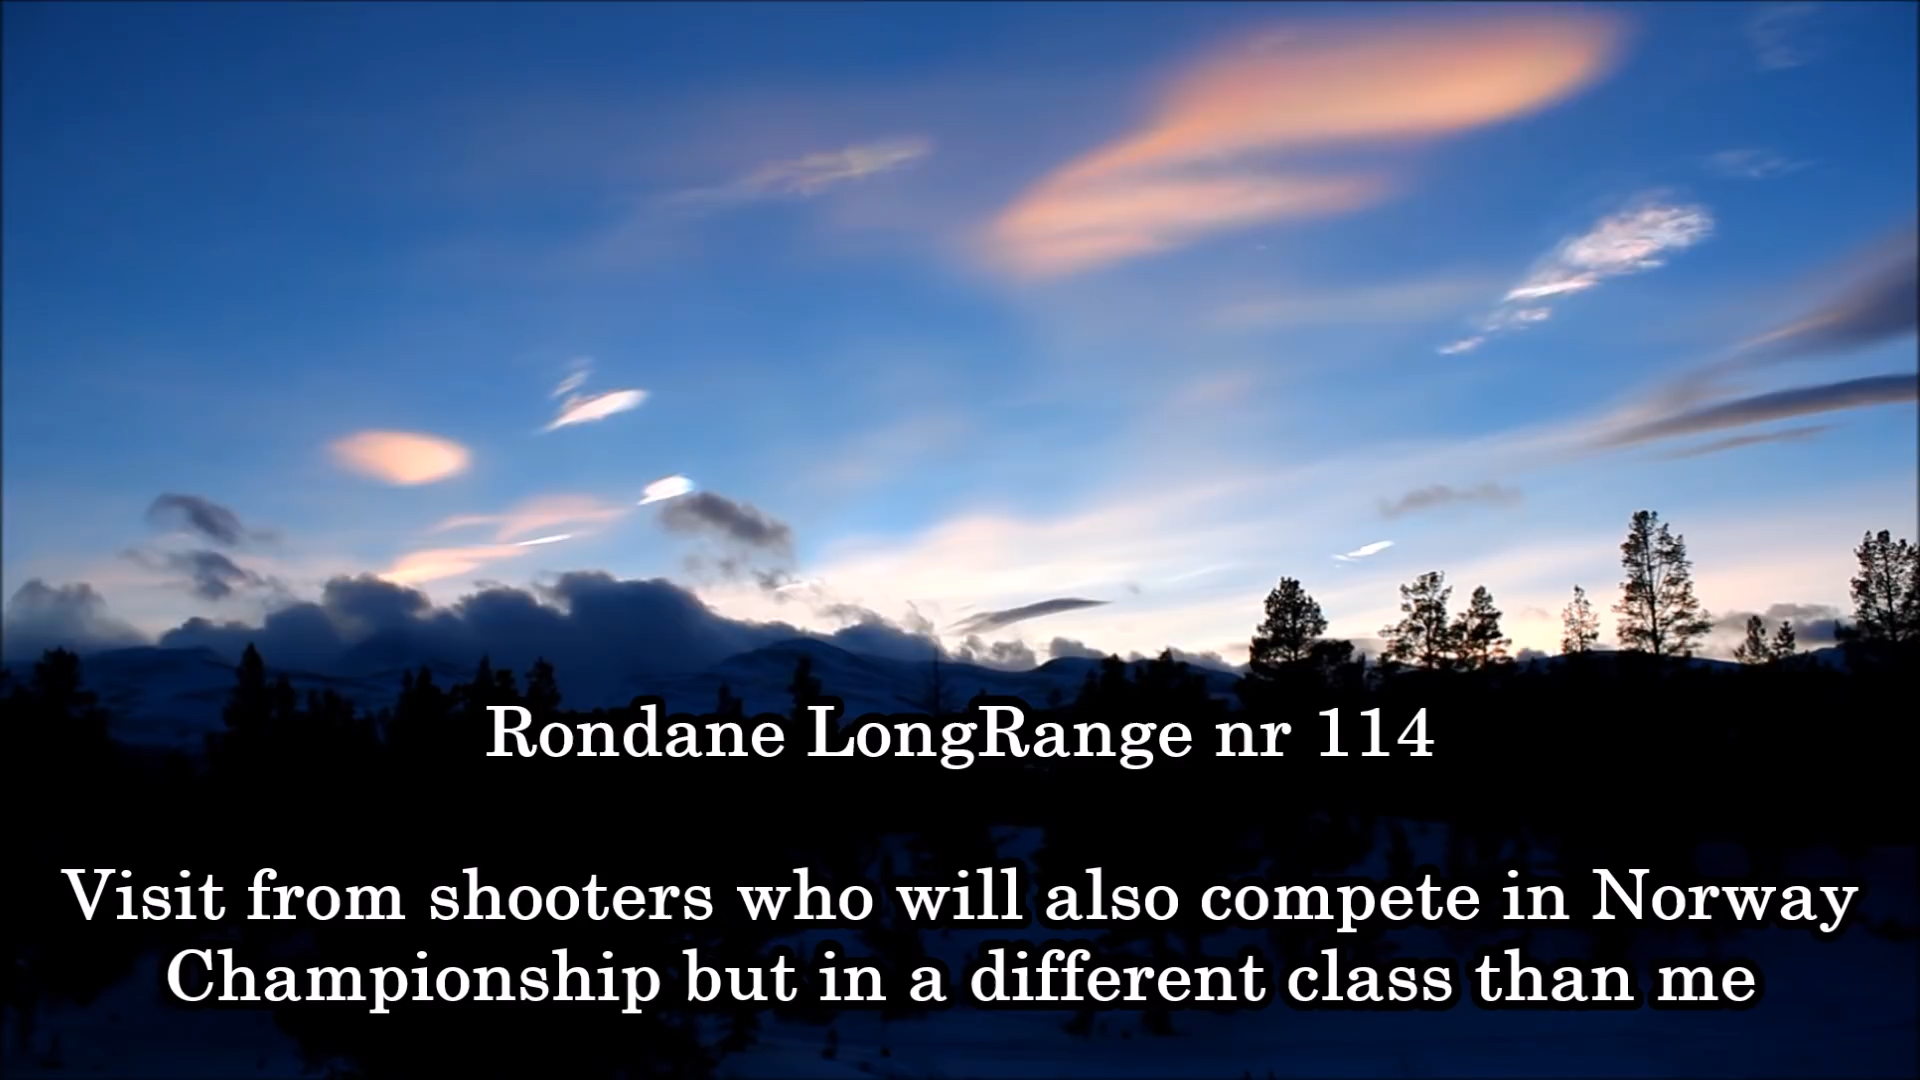 Rondane LongRange nr 114
Visit from shooters who will also compete in Norway
Championship but in a different class than me